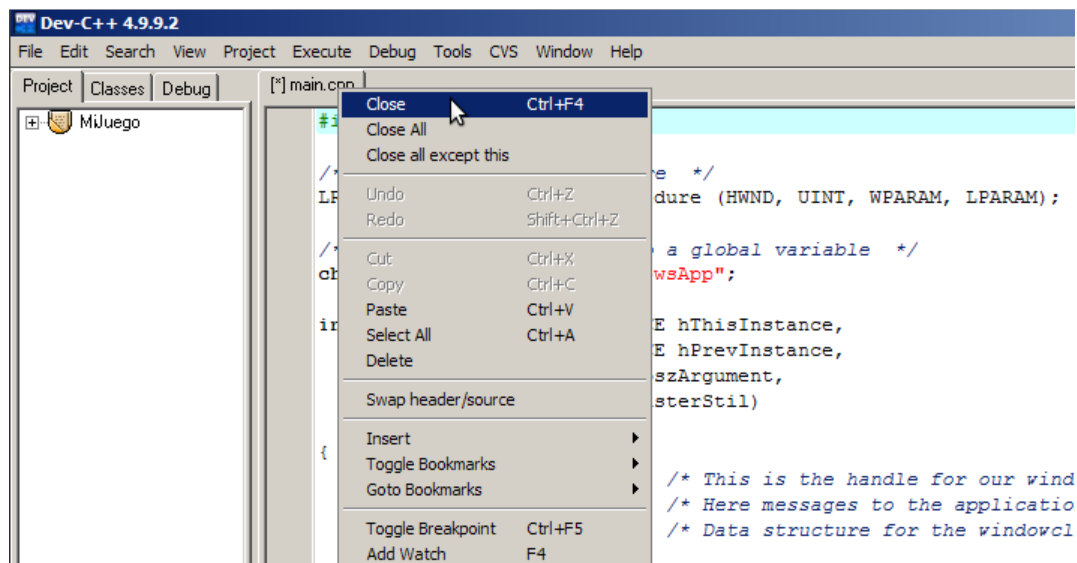 Dev-C++ 4.9.9.2
File Edit Search View Project Execute Debug Tools CVS Window Help
Project Classes Debug
[*] main.cpp
MiJuego
Close Ctrl+F4
Close All
Close all except this
Undo Ctrl+Z
Redo Shift+Ctrl+Z
Cut Ctrl+X
Copy Ctrl+C
Paste Ctrl+V
Select All Ctrl+A
Delete
Swap header/source
Insert
Toggle Bookmarks
Goto Bookmarks
Toggle Breakpoint Ctrl+F5
Add Watch F4
#i
/* e */
dure (HWND, UINT, WPARAM, LPARAM);
/* a global variable */
ch wsApp";
in E hThisInstance,
E hPrevInstance,
szArgument,
sterStil)
{
/* This is the handle for our wind
/* Here messages to the applicatio
/* Data structure for the windowcl